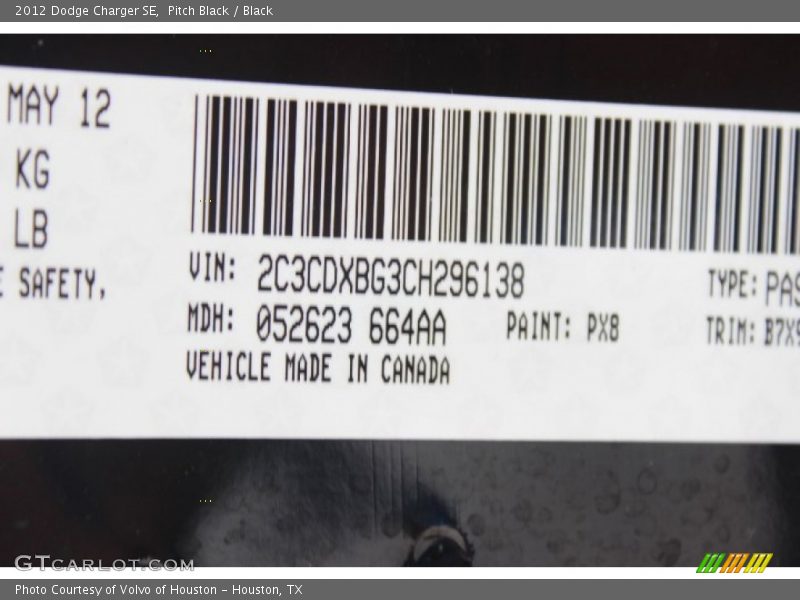 2012 Dodge Charger SE,  Pitch Black / Black
MAY 12
KG
LB
SAFETY,
VIN: 2C3CDXBG3CH296138
TYPE: PAS
MDH: 052623 664AA
PAINT: PX8
TRIM: B7X9
VEHICLE MADE IN CANADA
GTCARLOT.COM
Photo Courtesy of Volvo of Houston - Houston, TX